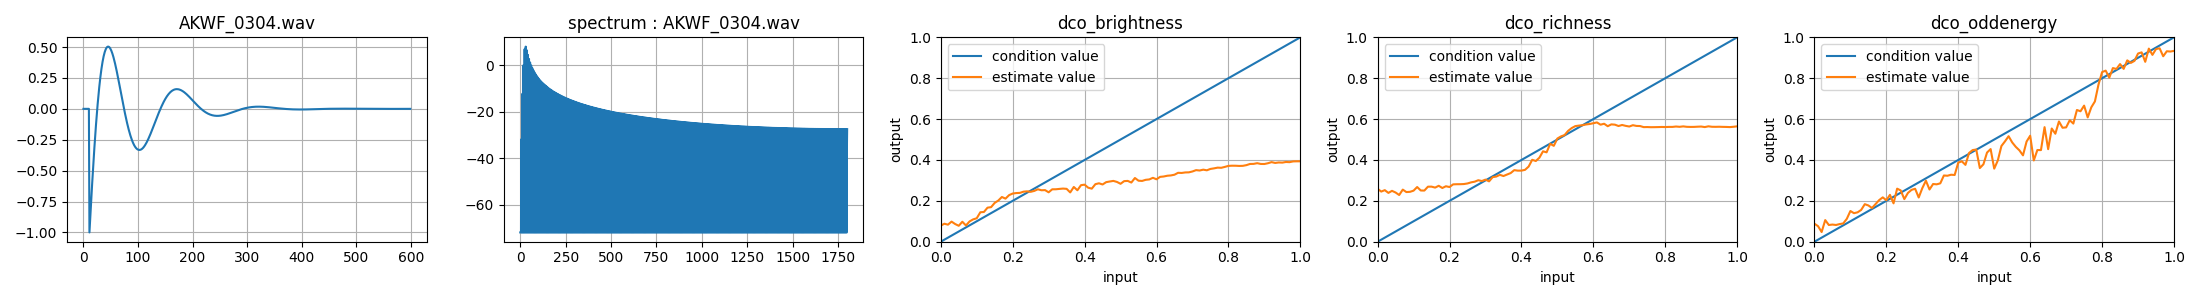 AKWF_0304.wav
0.50
0.25
0.00
−0.25
−0.50
−0.75
−1.00
0 100 200 300 400 500 600
spectrum : AKWF_0304.wav
0
−20
−40
−60
0 250 500 750 1000 1250 1500 1750
dco_brightness
condition value
estimate value
output
1.0
0.8
0.6
0.4
0.2
0.0
0.0 0.2 0.4 0.6 0.8 1.0
input
dco_richness
condition value
estimate value
output
1.0
0.8
0.6
0.4
0.2
0.0
0.0 0.2 0.4 0.6 0.8 1.0
input
dco_oddenergy
condition value
estimate value
output
1.0
0.8
0.6
0.4
0.2
0.0
0.0 0.2 0.4 0.6 0.8 1.0
input